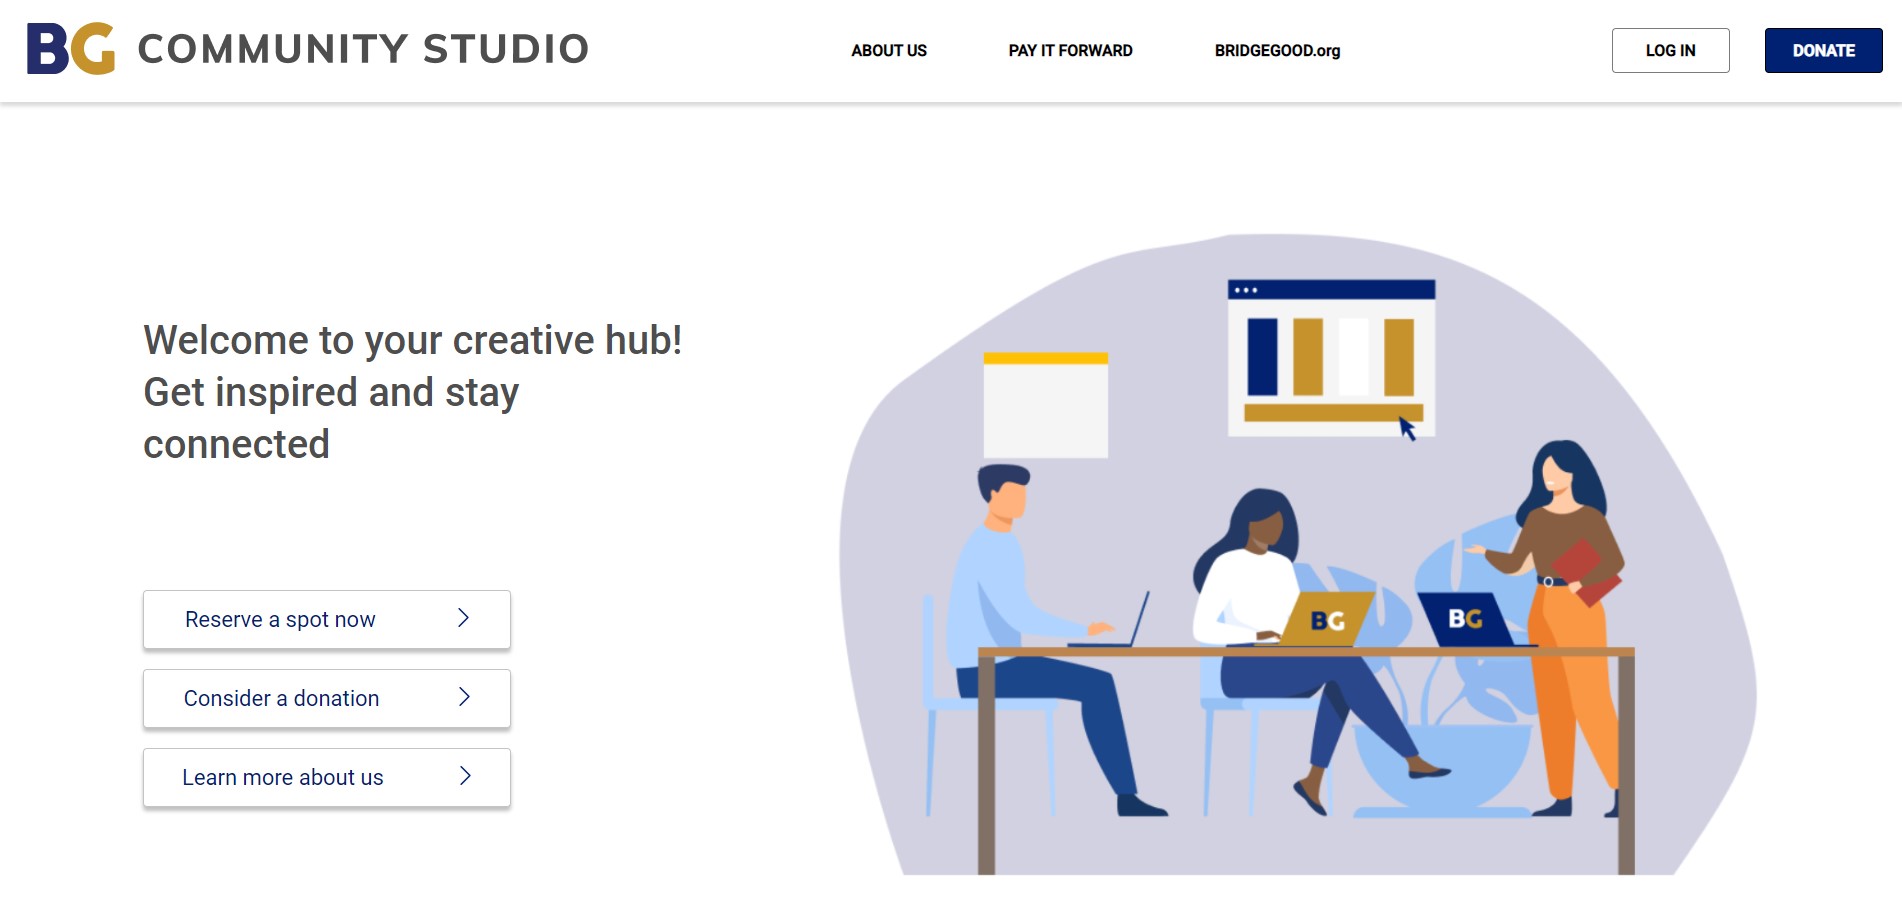 BG COMMUNITY STUDIO
ABOUT US
PAY IT FORWARD
BRIDGEGOOD.org
LOG IN
DONATE
Welcome to your creative hub!
Get inspired and stay
connected
Reserve a spot now
Consider a donation
Learn more about us
BG
BG